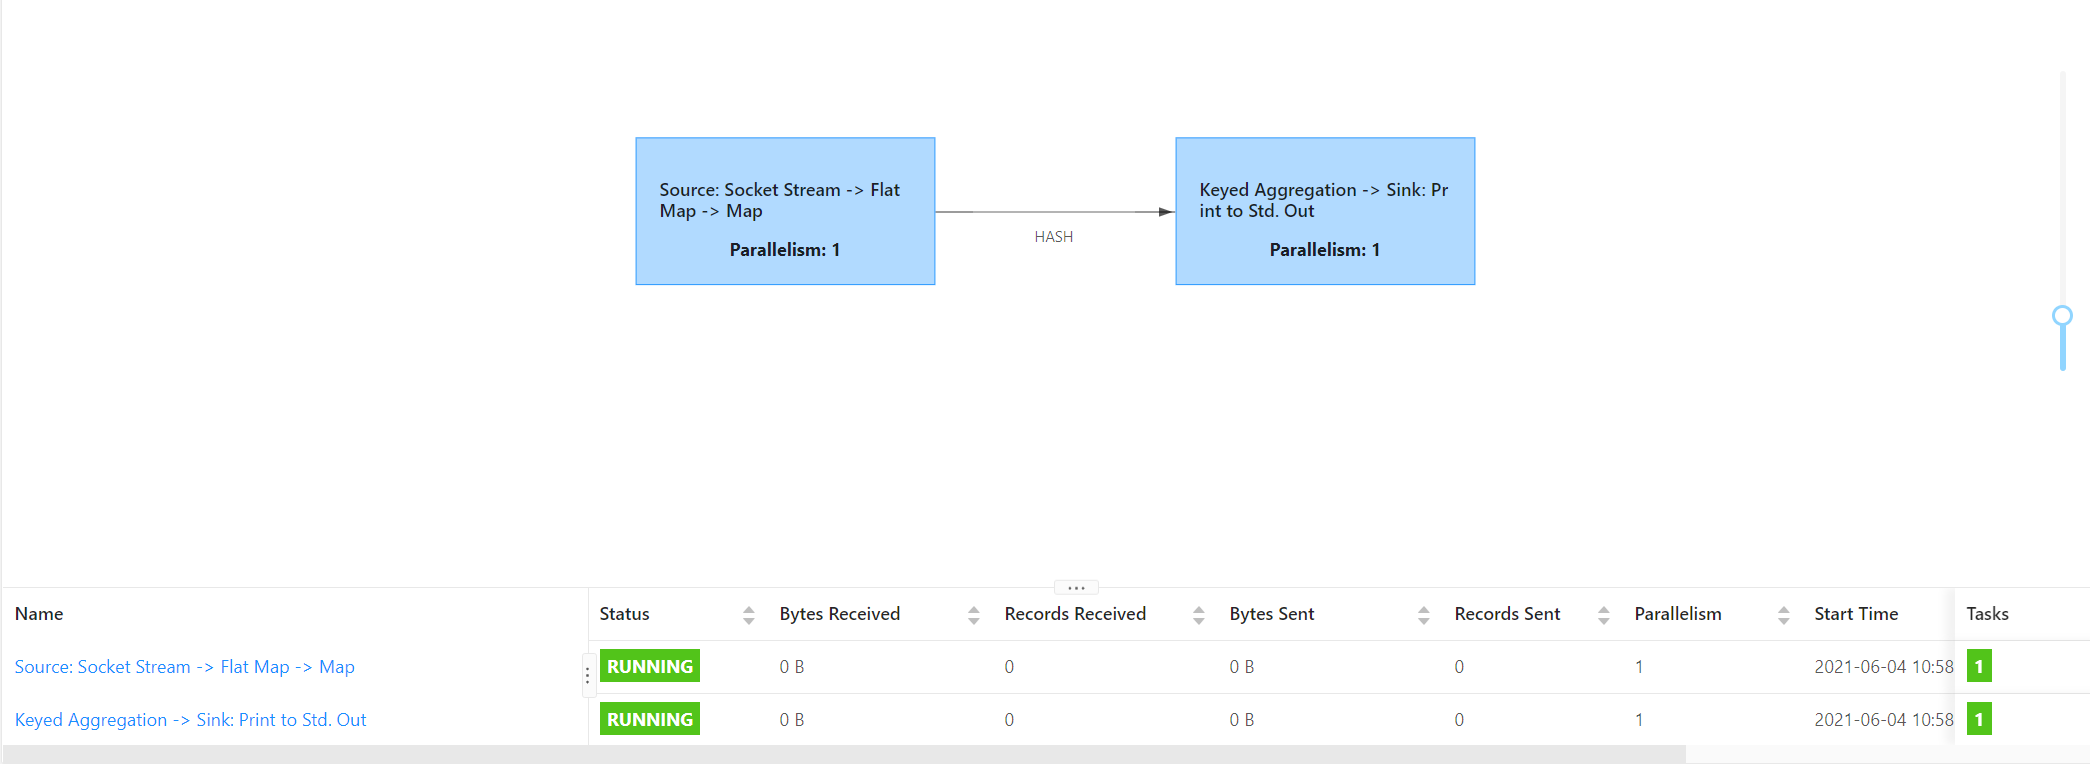 Source: Socket Stream -> Flat
Map -> Map
Parallelism: 1
HASH
Keyed Aggregation -> Sink: Pr
int to Std. Out
Parallelism: 1
Name Status Bytes Received Records Received Bytes Sent Records Sent Parallelism Start Time Tasks
Source: Socket Stream -> Flat Map -> Map RUNNING 0 B 0 0 B 0 1 2021-06-04 10:58 1
Keyed Aggregation -> Sink: Print to Std. Out RUNNING 0 B 0 0 B 0 1 2021-06-04 10:58 1